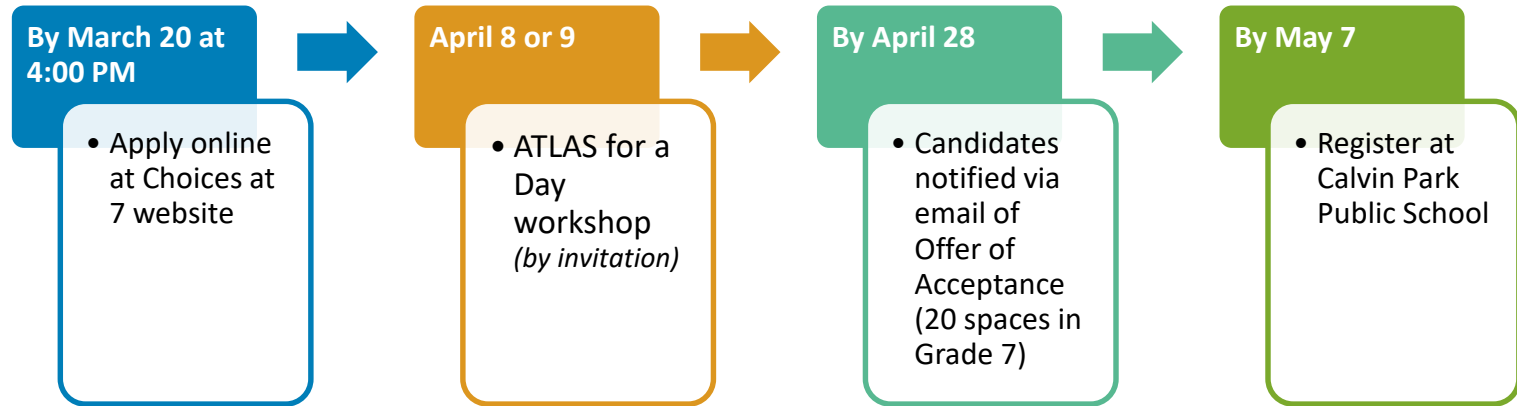 By March 20 at
4:00 PM
• Apply online
at Choices at
7 website
April 8 or 9
• ATLAS for a
Day
workshop
(by invitation)
By April 28
• Candidates
notified via
email of
Offer of
Acceptance
(20 spaces in
Grade 7)
By May 7
• Register at
Calvin Park
Public School